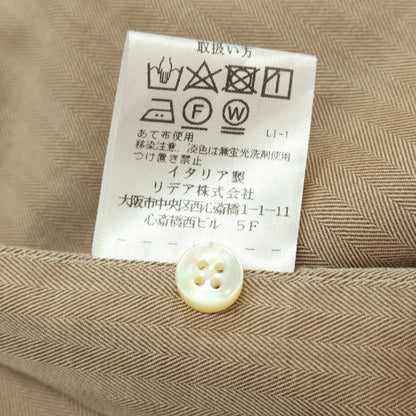 取扱い方
F W
あて布使用 LI-1
移染注意、淡色は無蛍光洗剤使用
つけ置き禁止
イタリア製
リデア株式会社
大阪市中央区西心斎橋1-1-11
心斎橋西ビル 5F